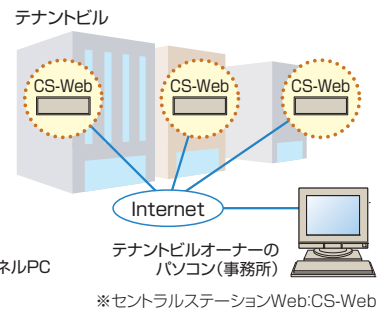 テナントビル
CS-Web
CS-Web
CS-Web
Internet
テナントビルオーナーの
パソコン(事務所)
ネルPC
※セントラルステーションWeb:CS-Web